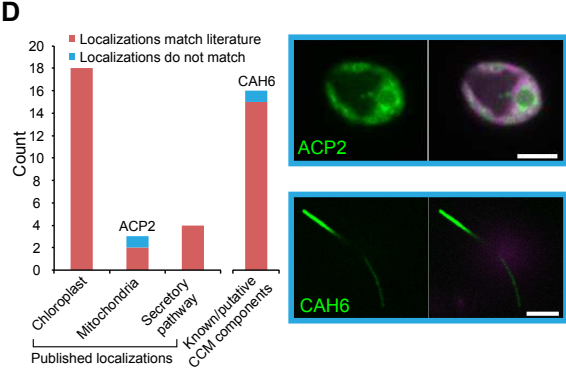 D
Localizations match literature
Localizations do not match
Count
20
18
16
14
12
10
8
6
4
2
0
ACP2
CAH6
Chloroplast
Mitochondria
Secretory
pathway
Known/putative
CCM components
Published localizations
ACP2
CAH6